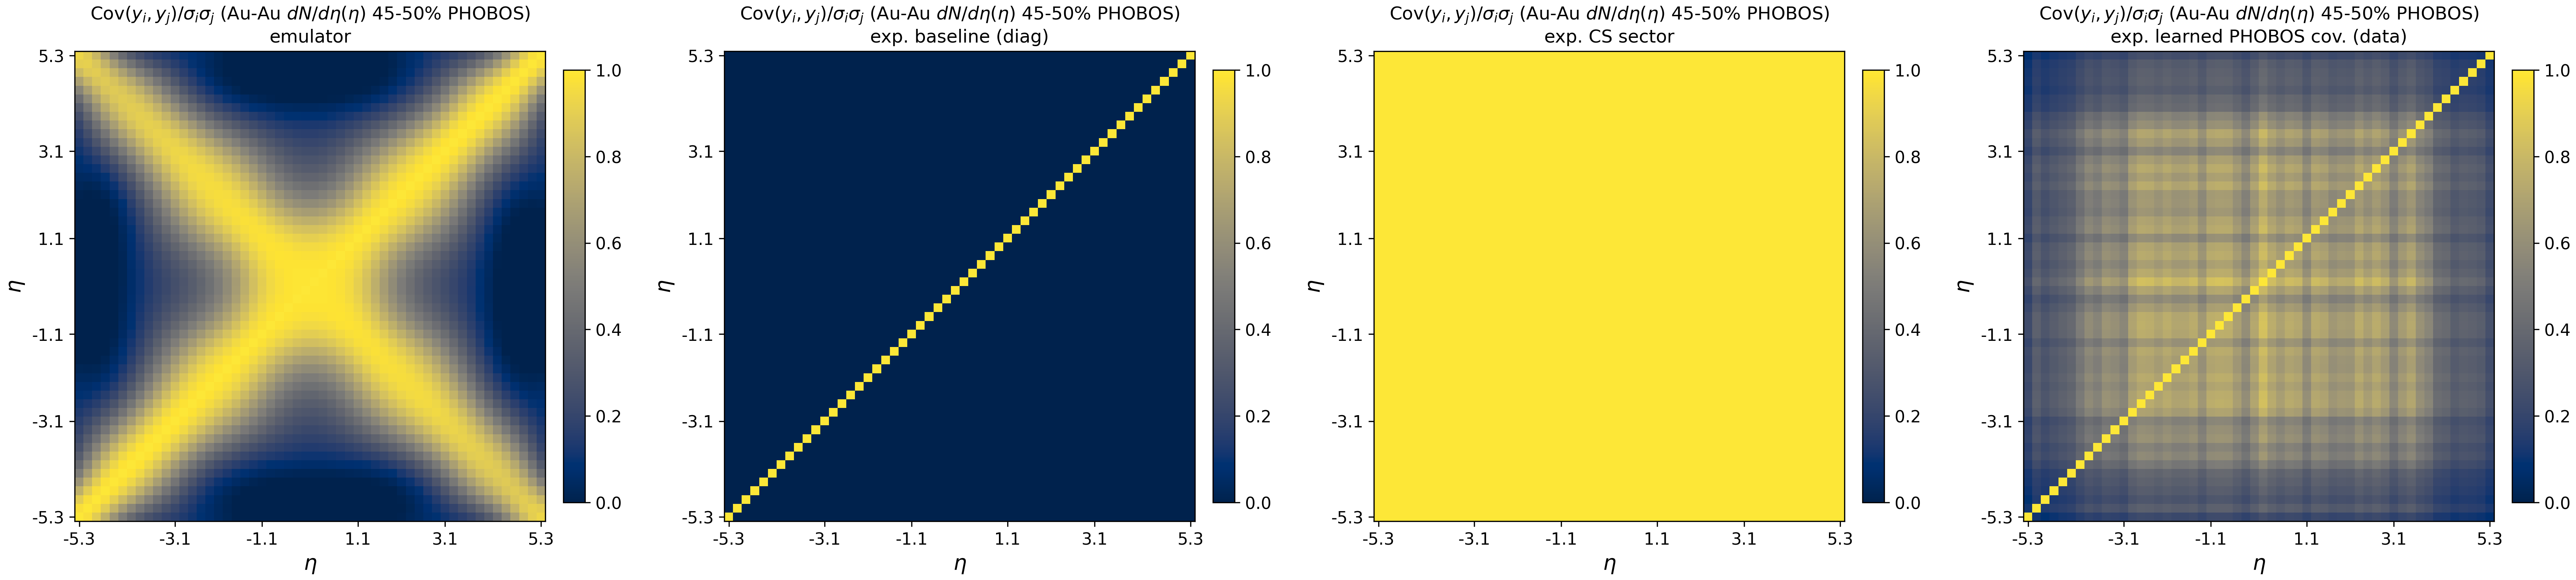 Cov(y_i, y_j)/σ_iσ_j (Au-Au dN/dη(η) 45-50% PHOBOS)
emulator
5.3
3.1
1.1
-1.1
-3.1
-5.3
η
-5.3 -3.1 -1.1 1.1 3.1 5.3
η
1.0
0.8
0.6
0.4
0.2
0.0
Cov(y_i, y_j)/σ_iσ_j (Au-Au dN/dη(η) 45-50% PHOBOS)
exp. baseline (diag)
5.3
3.1
1.1
-1.1
-3.1
-5.3
η
-5.3 -3.1 -1.1 1.1 3.1 5.3
η
1.0
0.8
0.6
0.4
0.2
0.0
Cov(y_i, y_j)/σ_iσ_j (Au-Au dN/dη(η) 45-50% PHOBOS)
exp. CS sector
5.3
3.1
1.1
-1.1
-3.1
-5.3
η
-5.3 -3.1 -1.1 1.1 3.1 5.3
η
1.0
0.8
0.6
0.4
0.2
0.0
Cov(y_i, y_j)/σ_iσ_j (Au-Au dN/dη(η) 45-50% PHOBOS)
exp. learned PHOBOS cov. (data)
5.3
3.1
1.1
-1.1
-3.1
-5.3
η
-5.3 -3.1 -1.1 1.1 3.1 5.3
η
1.0
0.8
0.6
0.4
0.2
0.0